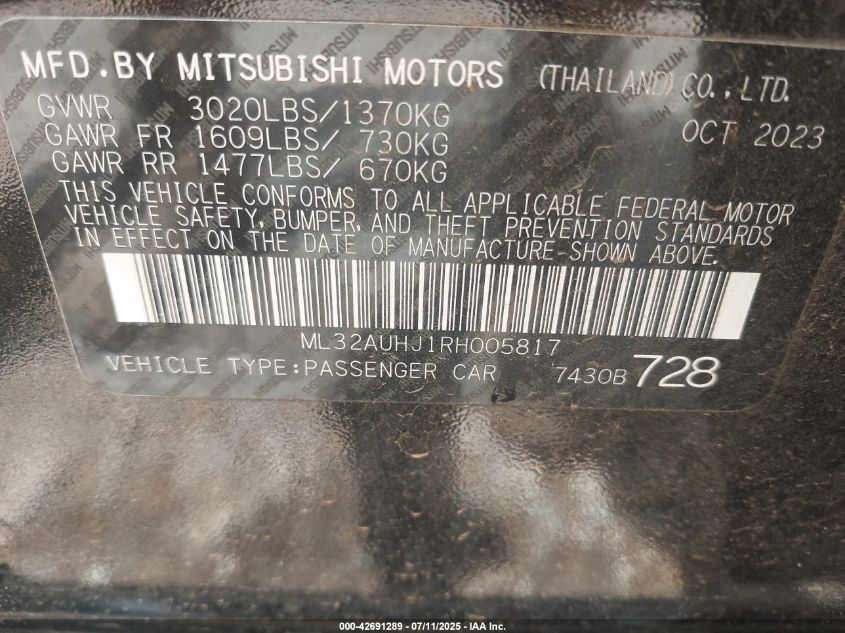 MFD.BY MITSUBISHI MOTORS (THAILAND)CO.,LTD.
GVWR 3020LBS/1370KG OCT 2023
GAWR FR 1609LBS/ 730KG
GAWR RR 1477LBS/ 670KG
THIS VEHICLE CONFORMS TO ALL APPLICABLE FEDERAL MOTOR
VEHICLE SAFETY, BUMPER, AND THEFT PREVENTION STANDARDS
IN EFFECT ON THE DATE OF MANUFACTURE SHOWN ABOVE.
ML32AUHJ1RH005817
VEHICLE TYPE:PASSENGER CAR 7430B 728
000-42691289 - 07/11/2025 - IAA Inc.